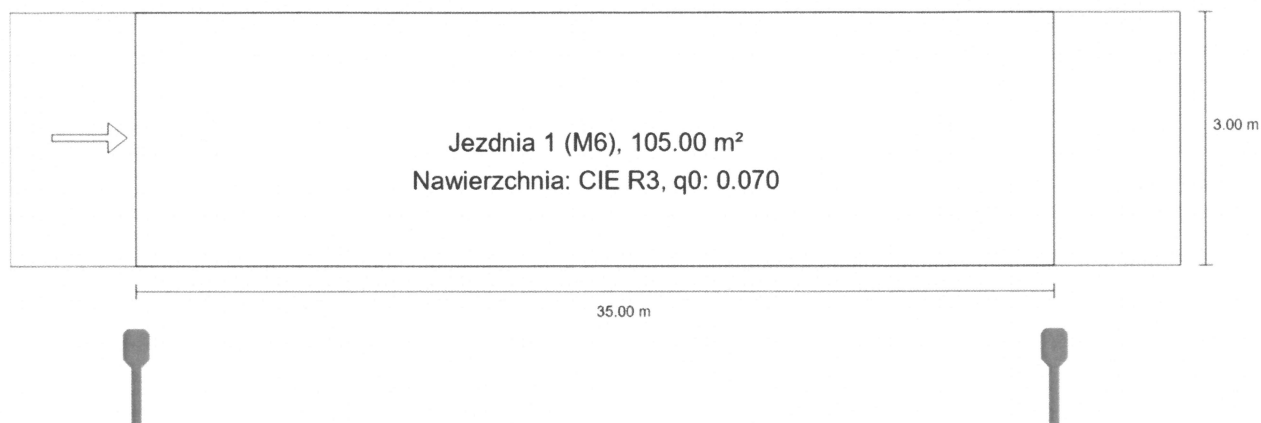 Jezdnia 1 (M6), 105.00 m²
3.00 m
Nawierzchnia: CIE R3, q0: 0.070
35.00 m